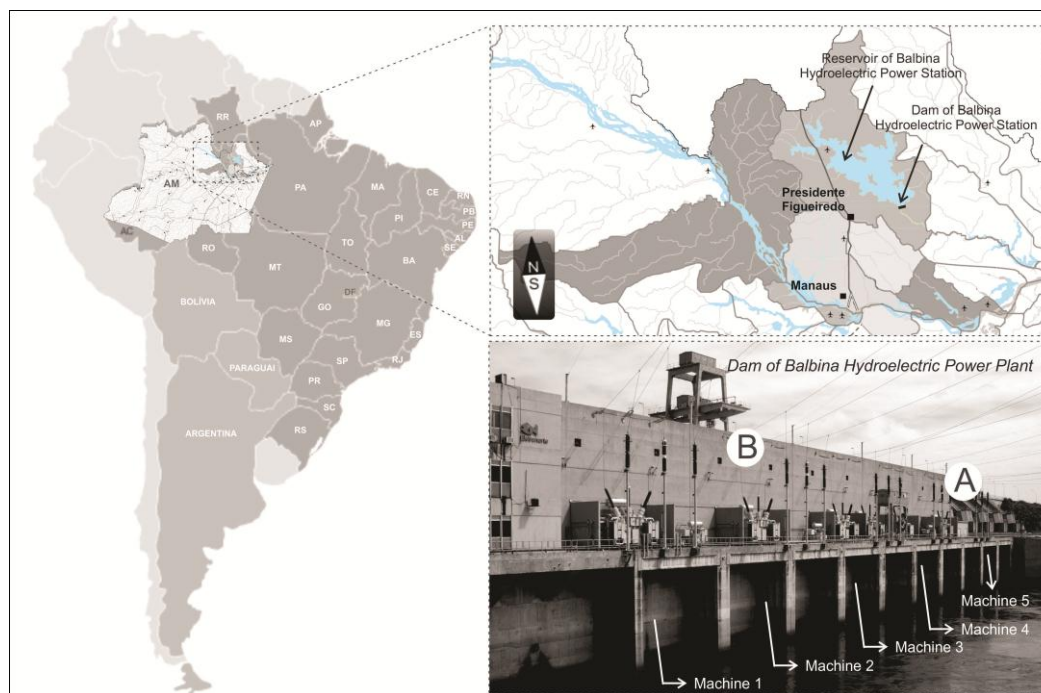 RR
AP
AM
PA
MA
CE
RN
PB
PE
AL
SE
PI
AC
RO
TO
BA
MT
DF
GO
BOLÍVIA
MG
ES
MS
SP
RJ
PARAGUAI
PR
SC
ARGENTINA
RS
Reservoir of Balbina
Hydroelectric Power Station
Dam of Balbina
Hydroelectric Power Station
Presidente
Figueiredo
Manaus
N
S
Dam of Balbina Hydroelectric Power Plant
B
A
Machine 5
Machine 4
Machine 3
Machine 2
Machine 1